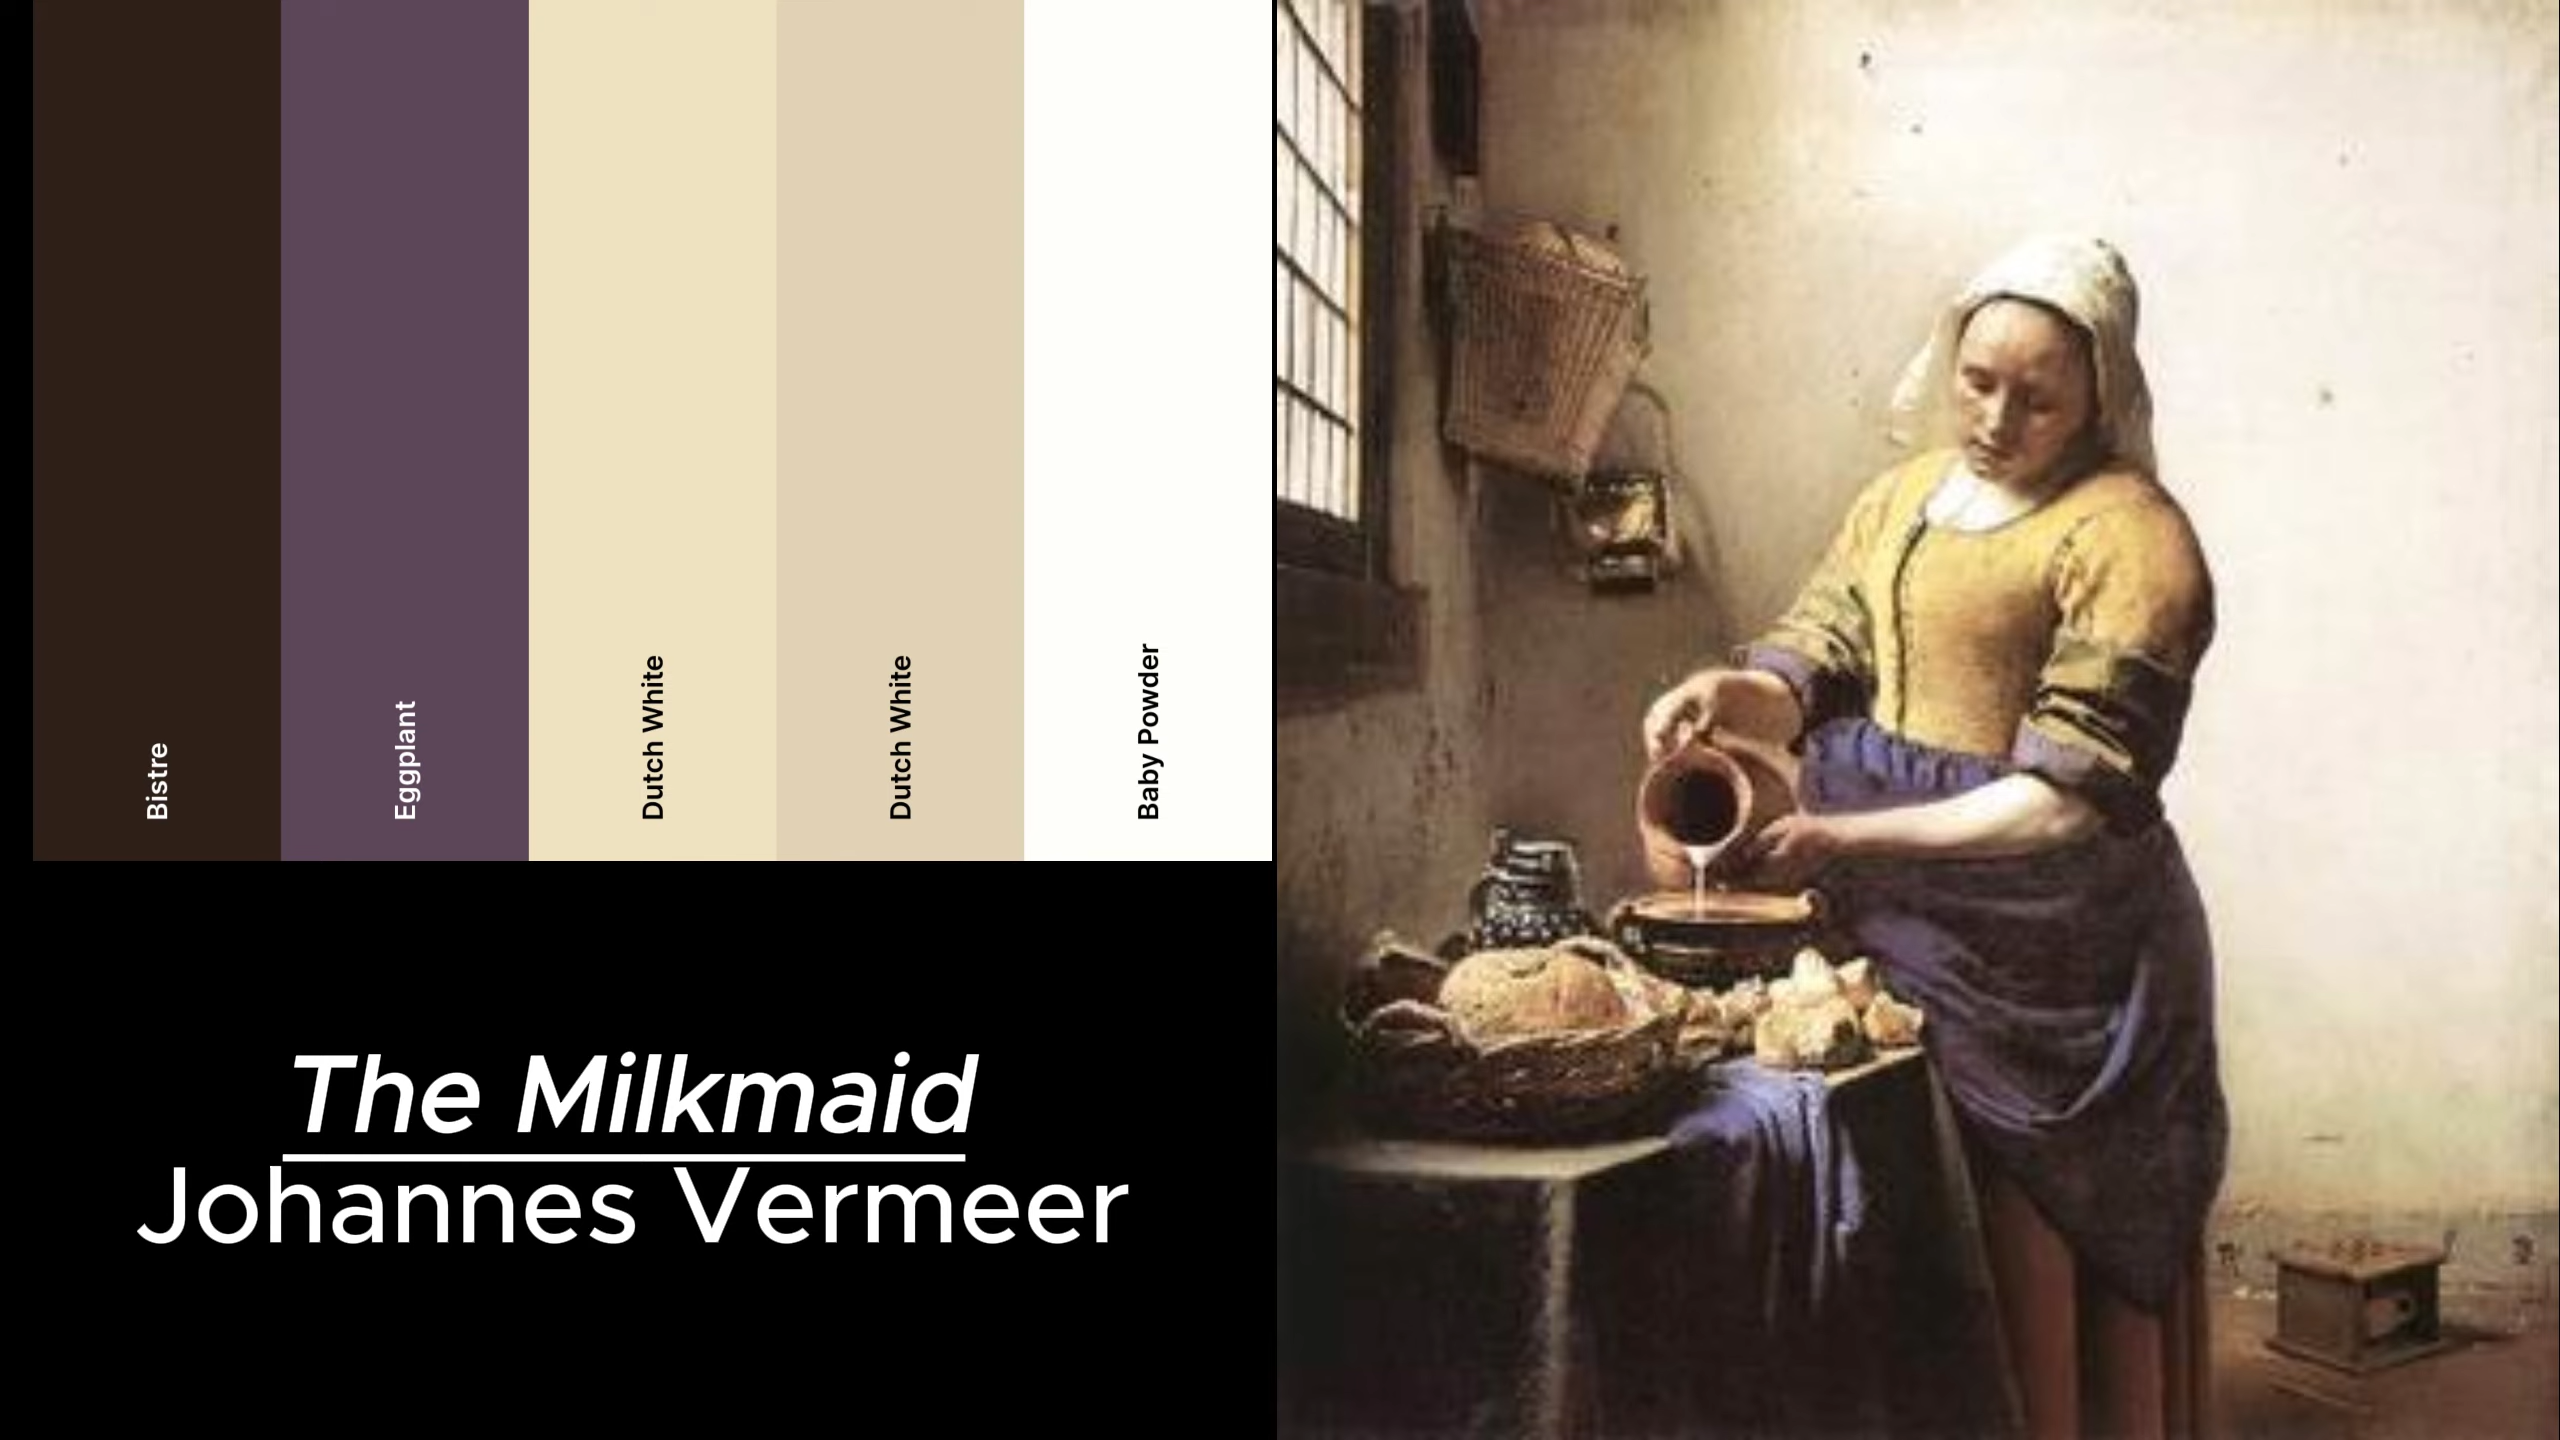 Bistre
Eggplant
Dutch White
Dutch White
Baby Powder
The Milkmaid
Johannes Vermeer